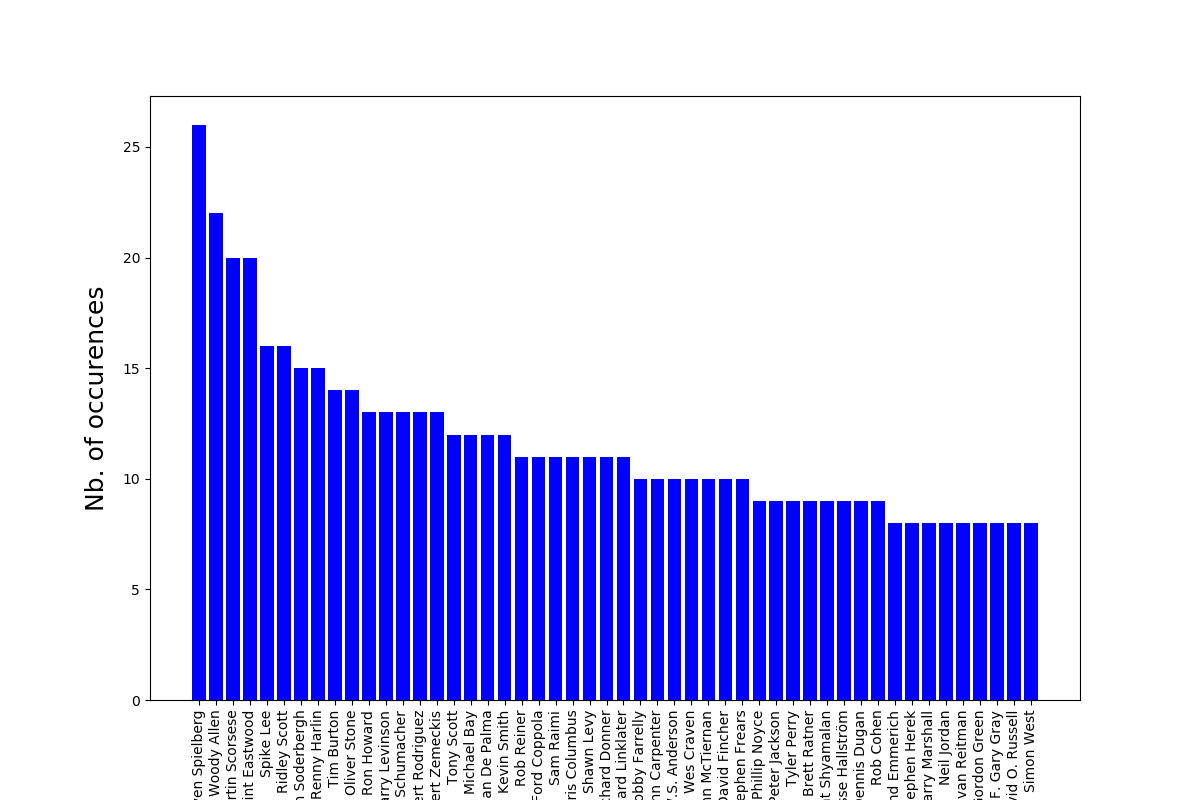 Nb. of occurences
25
20
15
10
5
0
ven Spielberg
Woody Allen
rtin Scorsese
int Eastwood
Spike Lee
Ridley Scott
n Soderbergh
Renny Harlin
Tim Burton
Oliver Stone
Ron Howard
arry Levinson
Schumacher
ert Rodriguez
ert Zemeckis
Tony Scott
Michael Bay
an De Palma
Kevin Smith
Rob Reiner
Ford Coppola
Sam Raimi
ris Columbus
Shawn Levy
chard Donner
ard Linklater
obby Farrelly
nn Carpenter
.S. Anderson
Wes Craven
nn McTiernan
David Fincher
ephen Frears
Phillip Noyce
Peter Jackson
Tyler Perry
Brett Ratner
t Shyamalan
sse Hallström
Dennis Dugan
Rob Cohen
nd Emmerich
ephen Herek
arry Marshall
Neil Jordan
van Reitman
Gordon Green
F. Gary Gray
vid O. Russell
Simon West